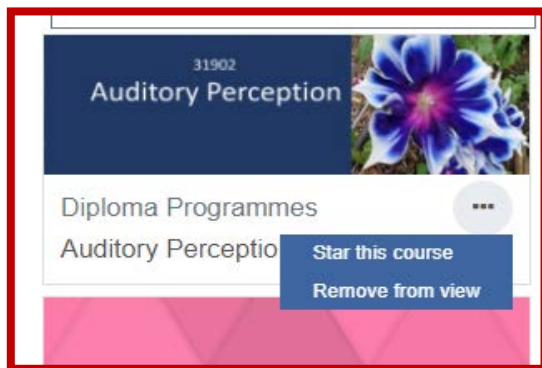 31902
Auditory Perception
Diploma Programmes
Auditory Perceptio
Star this course
Remove from view